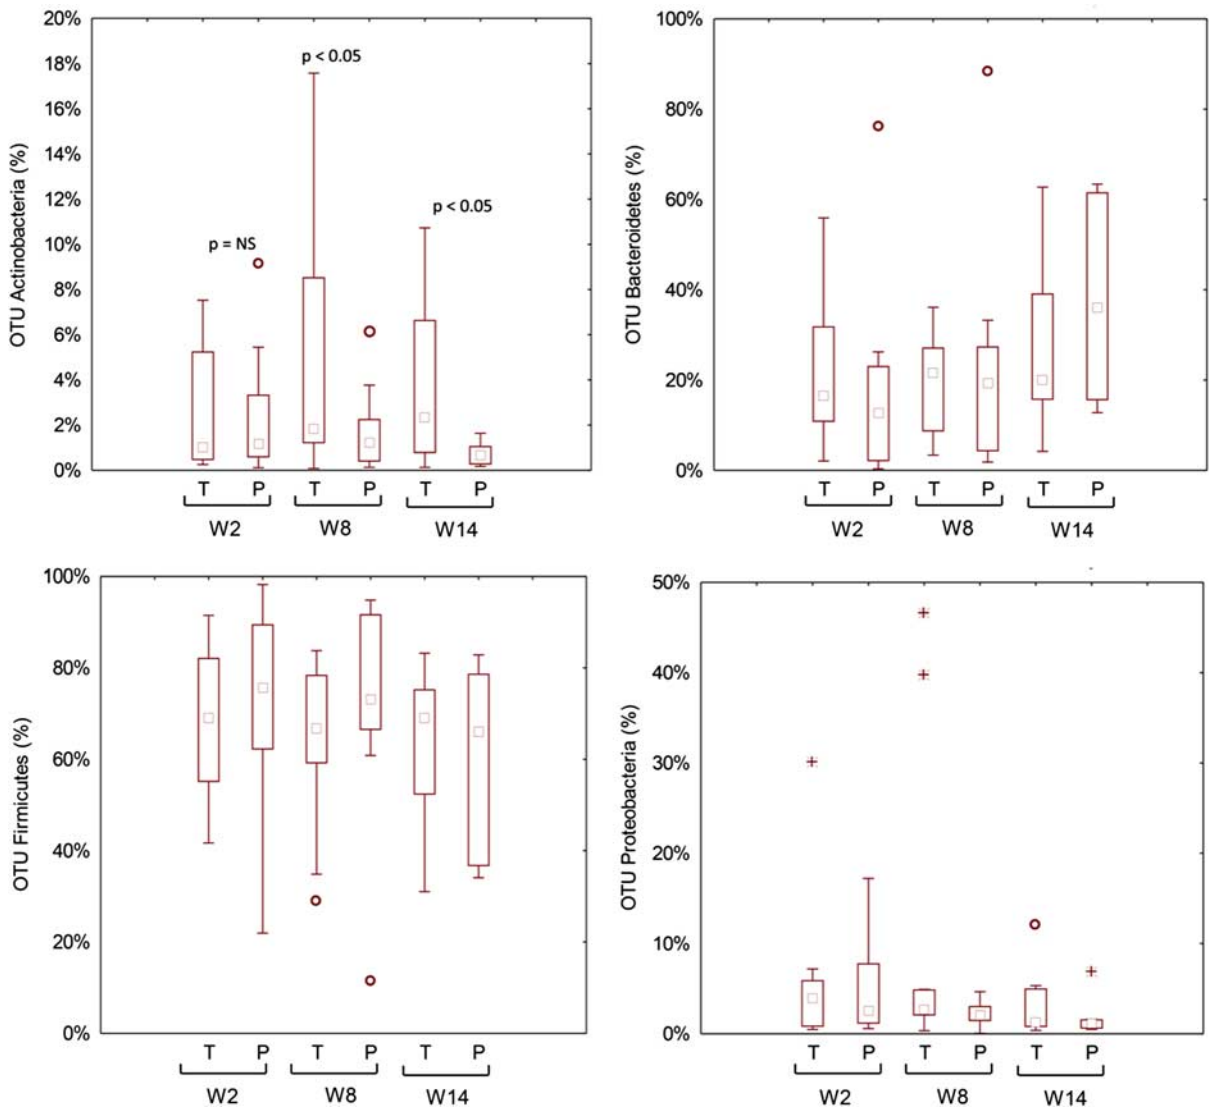 OTU Actinobacteria (%)
20%
18%
16%
14%
12%
10%
8%
6%
4%
2%
0%
p = NS
p < 0.05
p < 0.05
T P T P T P
W2 W8 W14
OTU Bacteroidetes (%)
100%
80%
60%
40%
20%
0%
T P T P T P
W2 W8 W14
OTU Firmicutes (%)
100%
80%
60%
40%
20%
0%
T P T P T P
W2 W8 W14
OTU Proteobacteria (%)
50%
40%
30%
20%
10%
0%
T P T P T P
W2 W8 W14